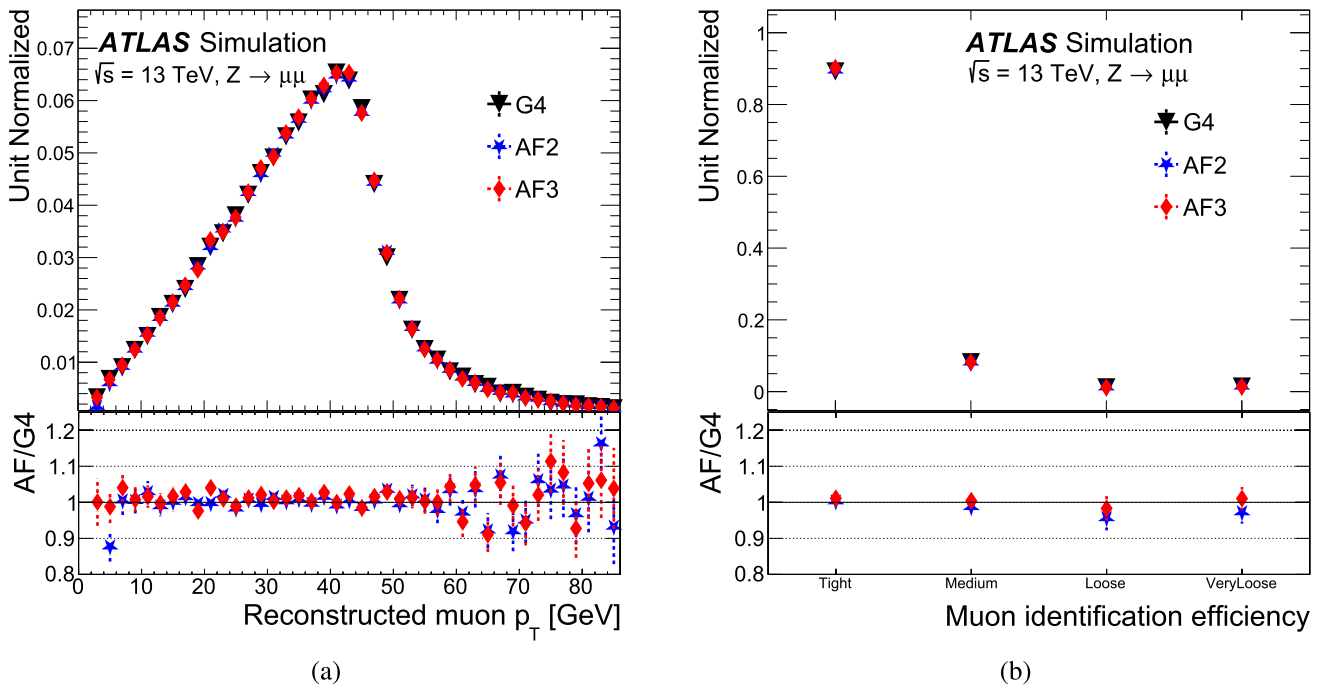 Unit Normalized
0.07
0.06
0.05
0.04
0.03
0.02
0.01
ATLAS Simulation
√s = 13 TeV, Z → μμ
G4
AF2
AF3
AF/G4
1.2
1.1
1
0.9
0.8
0 10 20 30 40 50 60 70 80
Reconstructed muon p_T [GeV]
(a)
Unit Normalized
1
0.8
0.6
0.4
0.2
0
ATLAS Simulation
√s = 13 TeV, Z → μμ
G4
AF2
AF3
AF/G4
1.2
1.1
1
0.9
0.8
Tight Medium Loose VeryLoose
Muon identification efficiency
(b)